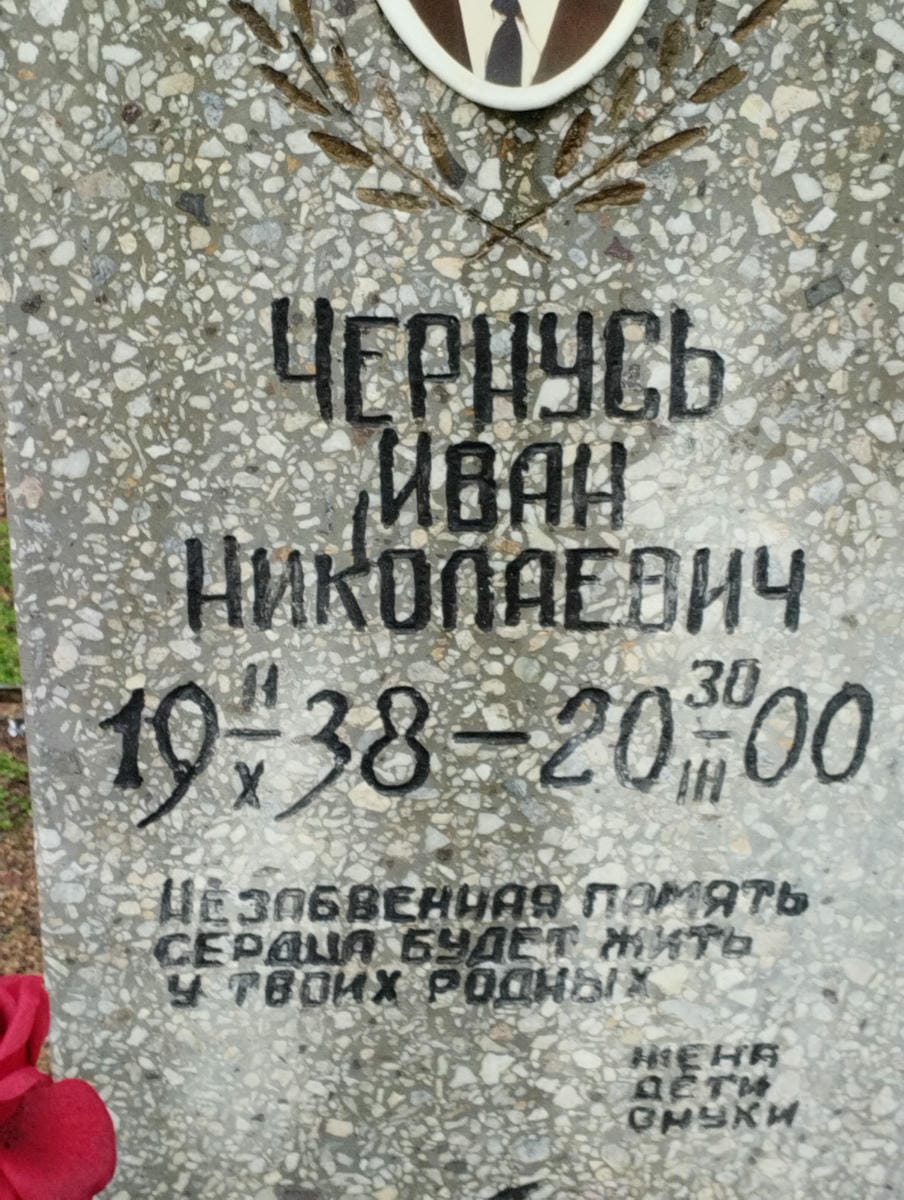 ЧЕРНУСЬ
ИВАН
НИКОЛАЕВИЧ
19 11/X 38 — 20 30/III 00
НЕЗАБВЕННАЯ ПАМЯТЬ
СЕРДЦА БУДЕТ ЖИТЬ
У ТВОИХ РОДНЫХ
ЖЕНА
ДЕТИ
ВНУКИ